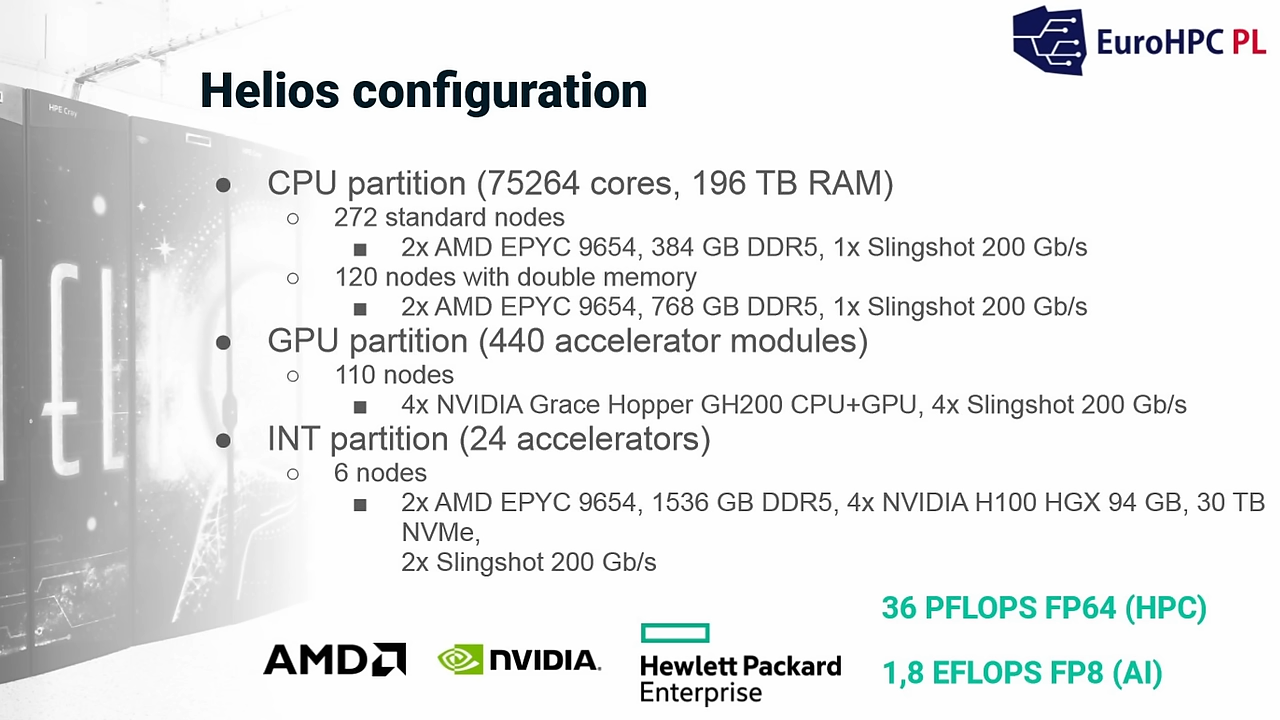 EuroHPC PL
HPE Cray
Helios configuration
● CPU partition (75264 cores, 196 TB RAM)
○ 272 standard nodes
■ 2x AMD EPYC 9654, 384 GB DDR5, 1x Slingshot 200 Gb/s
○ 120 nodes with double memory
■ 2x AMD EPYC 9654, 768 GB DDR5, 1x Slingshot 200 Gb/s
● GPU partition (440 accelerator modules)
○ 110 nodes
■ 4x NVIDIA Grace Hopper GH200 CPU+GPU, 4x Slingshot 200 Gb/s
● INT partition (24 accelerators)
○ 6 nodes
■ 2x AMD EPYC 9654, 1536 GB DDR5, 4x NVIDIA H100 HGX 94 GB, 30 TB
NVMe,
2x Slingshot 200 Gb/s
36 PFLOPS FP64 (HPC)
1,8 EFLOPS FP8 (AI)
AMD
NVIDIA.
Hewlett Packard
Enterprise